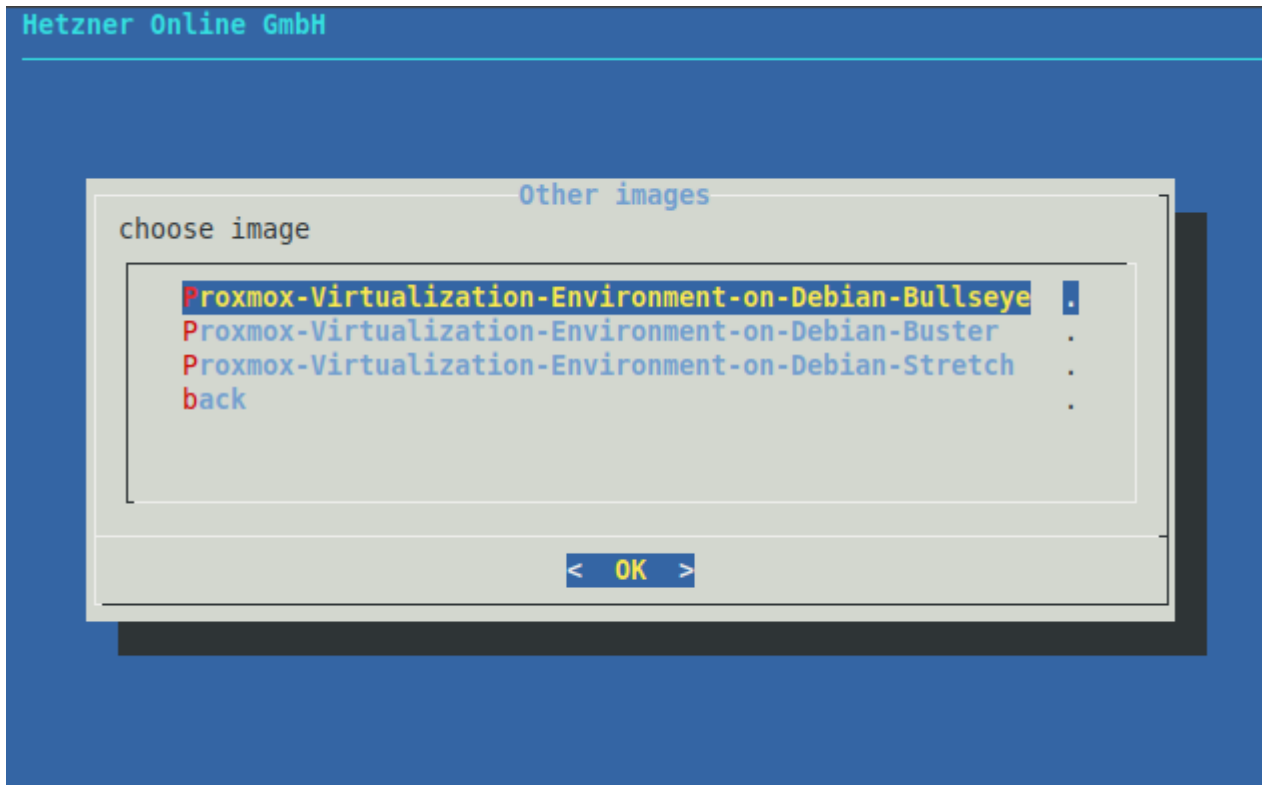 Hetzner Online GmbH
Other images
choose image
Proxmox-Virtualization-Environment-on-Debian-Bullseye .
Proxmox-Virtualization-Environment-on-Debian-Buster .
Proxmox-Virtualization-Environment-on-Debian-Stretch .
back .
< OK >